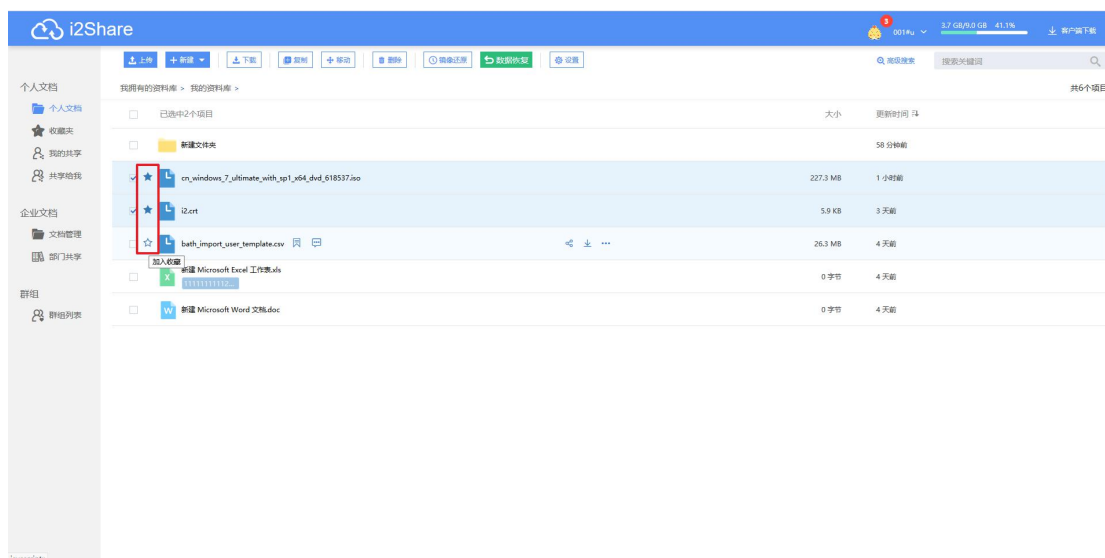 i2Share
3
001#u
3.7 GB/9.0 GB 41.1%
客户端下载
上传
新建
下载
复制
移动
删除
镜像还原
数据恢复
设置
高级搜索
搜索关键词
个人文档
个人文档
收藏夹
我的共享
共享给我
企业文档
文档管理
部门共享
群组
群组列表
我拥有的资料库 > 我的资料库 >
共6个项目
已选中2个项目
大小
更新时间
新建文件夹
58 分钟前
cn_windows_7_ultimate_with_sp1_x64_dvd_618537.iso
227.3 MB
1 小时前
i2.crt
5.9 KB
3 天前
bath_import_user_template.csv
26.3 MB
4 天前
加入收藏
新建 Microsoft Excel 工作表.xls
11111111112...
0 字节
4 天前
新建 Microsoft Word 文档.doc
0 字节
4 天前